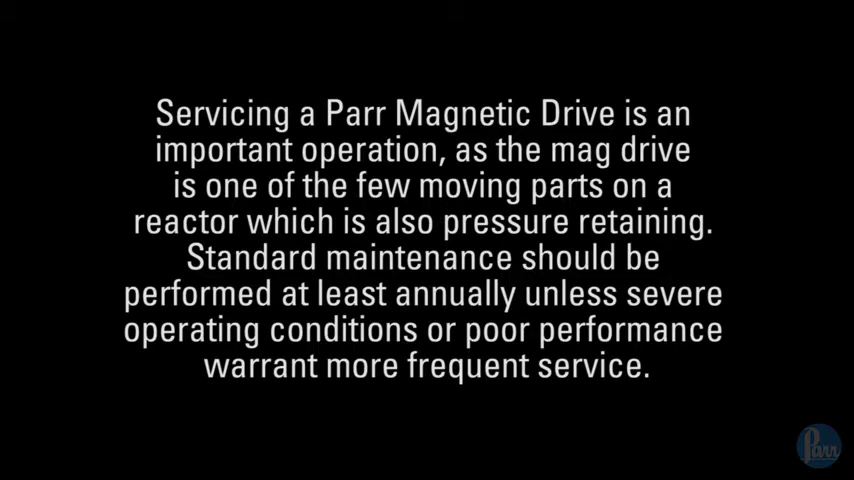 Servicing a Parr Magnetic Drive is an
important operation, as the mag drive
is one of the few moving parts on a
reactor which is also pressure retaining.
Standard maintenance should be
performed at least annually unless severe
operating conditions or poor performance
warrant more frequent service.
Parr